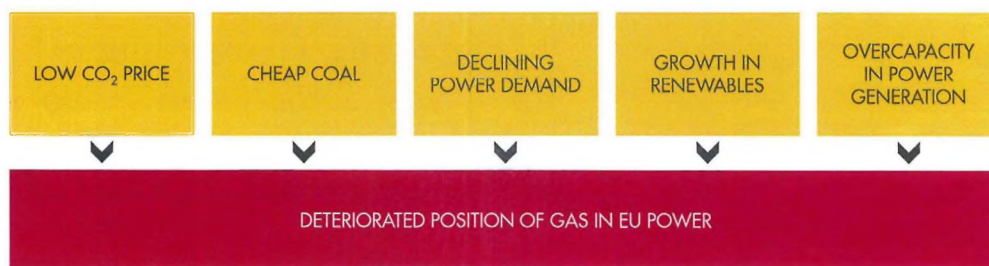 LOW CO₂ PRICE
CHEAP COAL
DECLINING
POWER DEMAND
GROWTH IN
RENEWABLES
OVERCAPACITY
IN POWER
GENERATION
DETERIORATED POSITION OF GAS IN EU POWER